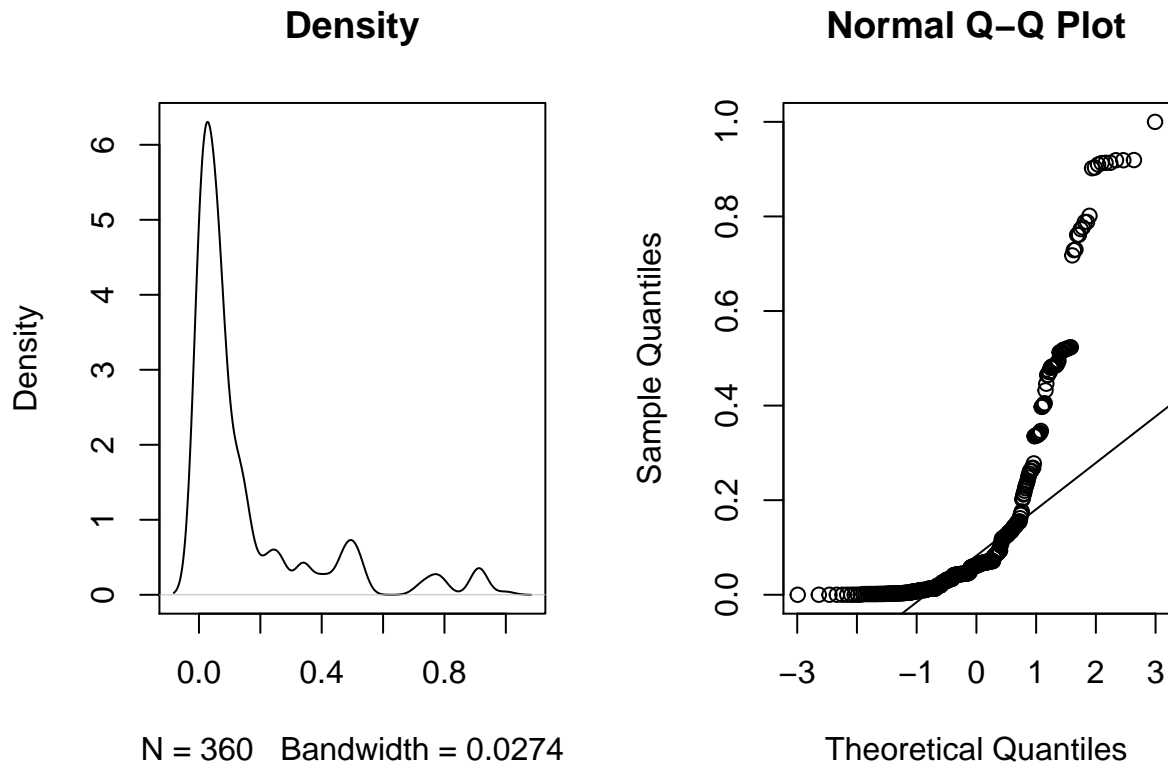 Density
Density
0
1
2
3
4
5
6
0.0 0.4 0.8
N = 360 Bandwidth = 0.0274
Normal Q−Q Plot
Sample Quantiles
0.0
0.2
0.4
0.6
0.8
1.0
−3 −1 0 1 2 3
Theoretical Quantiles